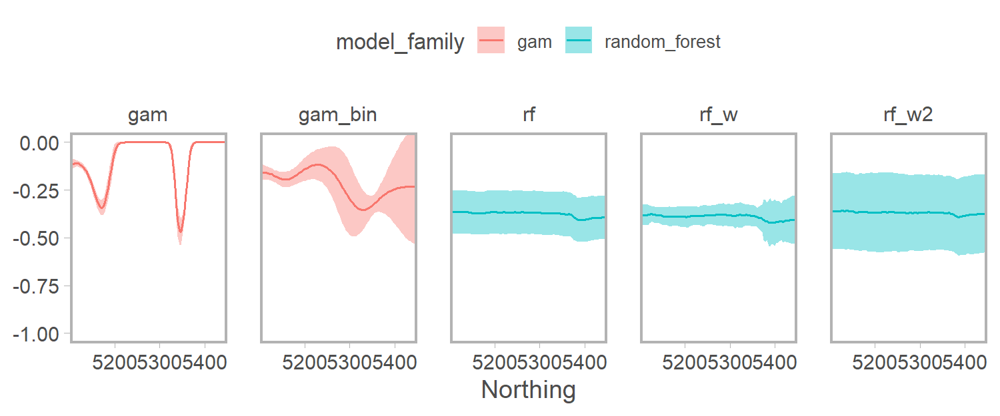 model_family gam random_forest
gam gam_bin rf rf_w rf_w2
0.00
-0.25
-0.50
-0.75
-1.00
520053005400 520053005400 520053005400 520053005400 520053005400
Northing